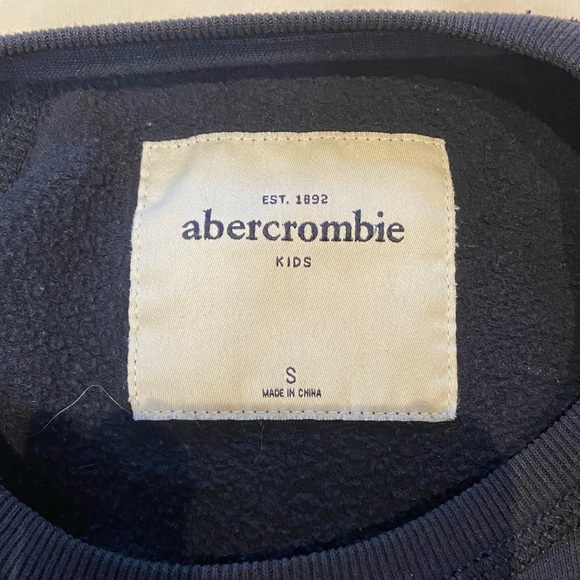 EST. 1892
abercrombie
KIDS
S
MADE IN CHINA